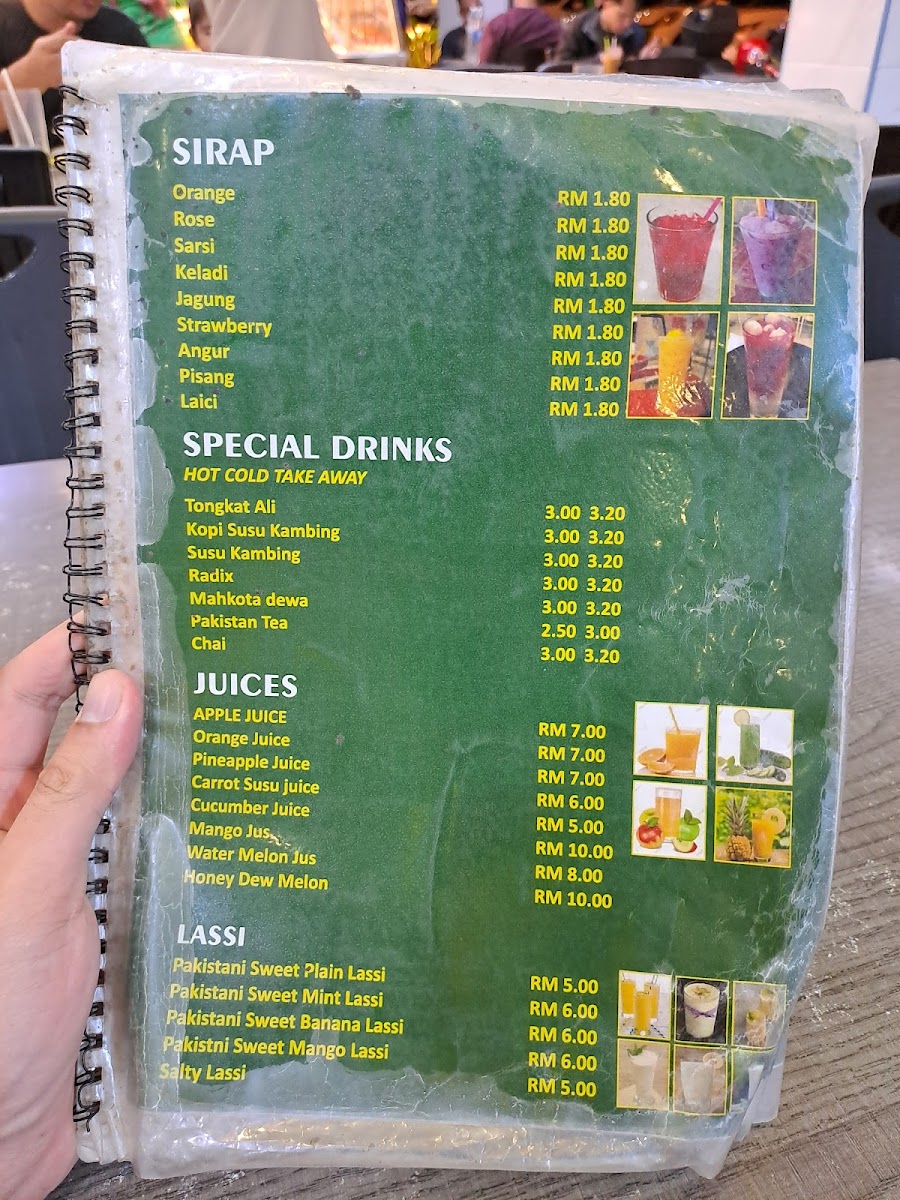 SIRAP
Orange RM 1.80
Rose RM 1.80
Sarsi RM 1.80
Keladi RM 1.80
Jagung RM 1.80
Strawberry RM 1.80
Angur RM 1.80
Pisang RM 1.80
Laici RM 1.80
SPECIAL DRINKS
HOT COLD TAKE AWAY
Tongkat Ali 3.00 3.20
Kopi Susu Kambing 3.00 3.20
Susu Kambing 3.00 3.20
Radix 3.00 3.20
Mahkota dewa 3.00 3.20
Pakistan Tea 2.50 3.00
Chai 3.00 3.20
JUICES
APPLE JUICE RM 7.00
Orange Juice RM 7.00
Pineapple Juice RM 7.00
Carrot Susu juice RM 6.00
Cucumber Juice RM 5.00
Mango Jus RM 10.00
Water Melon Jus RM 8.00
Honey Dew Melon RM 10.00
LASSI
Pakistani Sweet Plain Lassi RM 5.00
Pakistani Sweet Mint Lassi RM 6.00
Pakistani Sweet Banana Lassi RM 6.00
Pakistni Sweet Mango Lassi RM 6.00
Salty Lassi RM 5.00